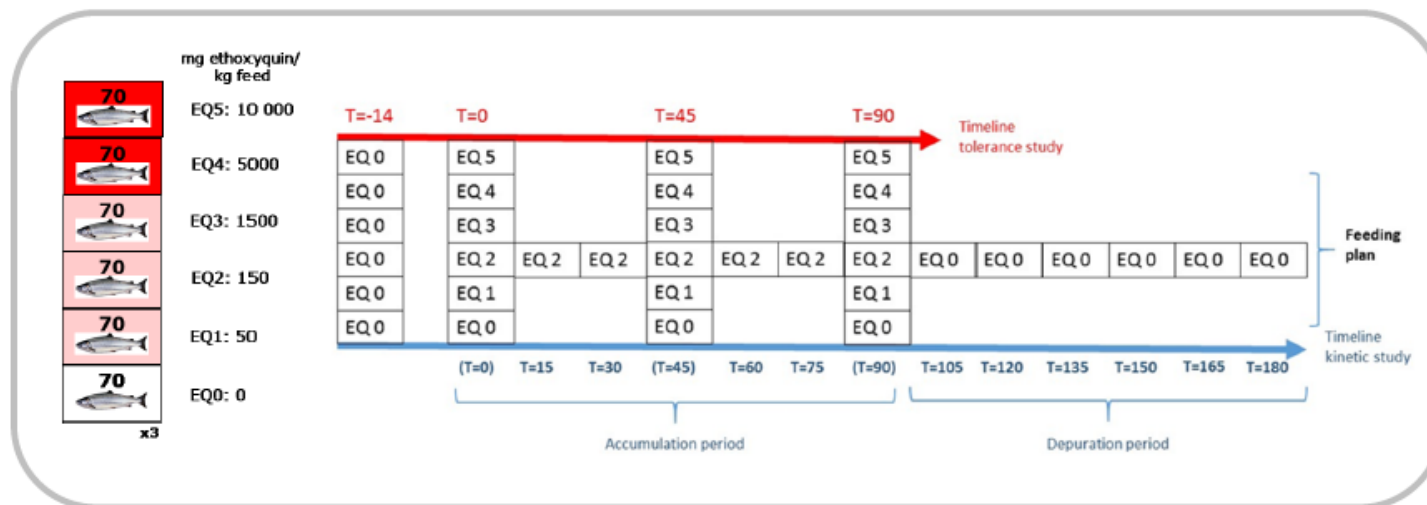 mg ethoxyquin/
kg feed
70
EQ5: 10 000
70
EQ4: 5000
70
EQ3: 1500
70
EQ2: 150
70
EQ1: 50
70
EQ0: 0
x3
T=-14 T=0 T=45 T=90
Timeline
tolerance study
EQ 0 EQ 5 EQ 5 EQ 5
EQ 0 EQ 4 EQ 4 EQ 4
EQ 0 EQ 3 EQ 3 EQ 3
EQ 0 EQ 2 EQ 2 EQ 2 EQ 2 EQ 2 EQ 2 EQ 2 EQ 0 EQ 0 EQ 0 EQ 0 EQ 0 EQ 0
EQ 0 EQ 1 EQ 1 EQ 1
EQ 0 EQ 0 EQ 0 EQ 0
Feeding
plan
Timeline
kinetic study
(T=0) T=15 T=30 (T=45) T=60 T=75 (T=90) T=105 T=120 T=135 T=150 T=165 T=180
Accumulation period Depuration period